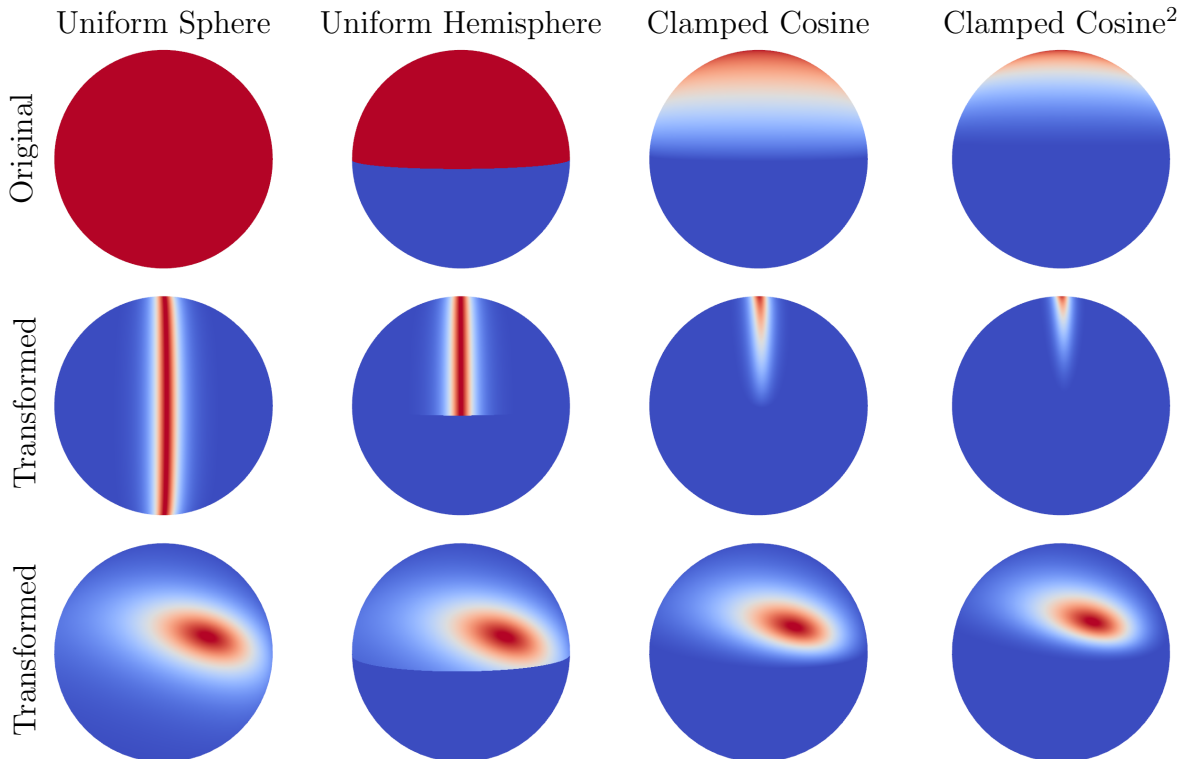 Uniform Sphere
Uniform Hemisphere
Clamped Cosine
Clamped Cosine²
Original
Transformed
Transformed